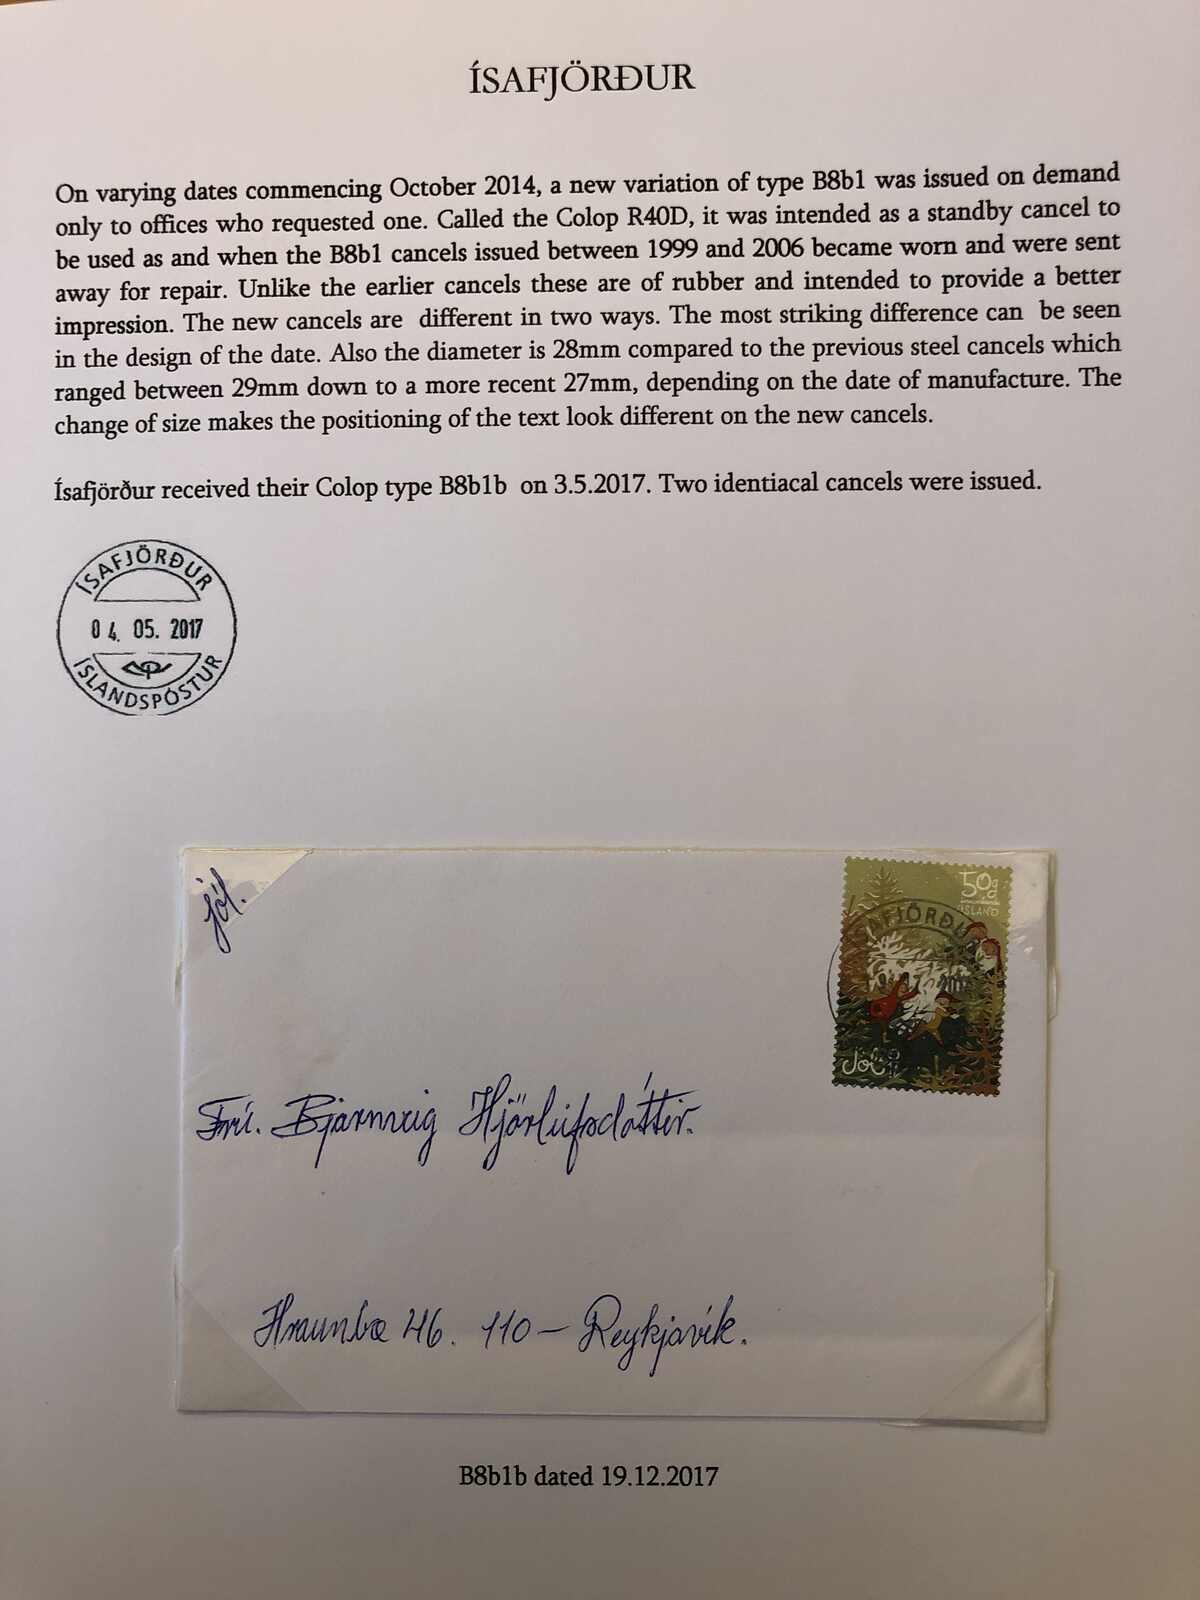 ÍSAFJÖRÐUR
On varying dates commencing October 2014, a new variation of type B8b1 was issued on demand
only to offices who requested one. Called the Colop R40D, it was intended as a standby cancel to
be used as and when the B8b1 cancels issued between 1999 and 2006 became worn and were sent
away for repair. Unlike the earlier cancels these are of rubber and intended to provide a better
impression. The new cancels are different in two ways. The most striking difference can be seen
in the design of the date. Also the diameter is 28mm compared to the previous steel cancels which
ranged between 29mm down to a more recent 27mm, depending on the date of manufacture. The
change of size makes the positioning of the text look different on the new cancels.
Ísafjörður received their Colop type B8b1b on 3.5.2017. Two identiacal cancels were issued.
ÍSAFJÖRÐUR
04. 05. 2017
ÍSLANDSPÓSTUR
jól.
50g
ÍSLAND
Jól
Frú. Bjarnveig Hjörleifsdóttir.
Hraunbæ 46. 110 – Reykjavík.
B8b1b dated 19.12.2017